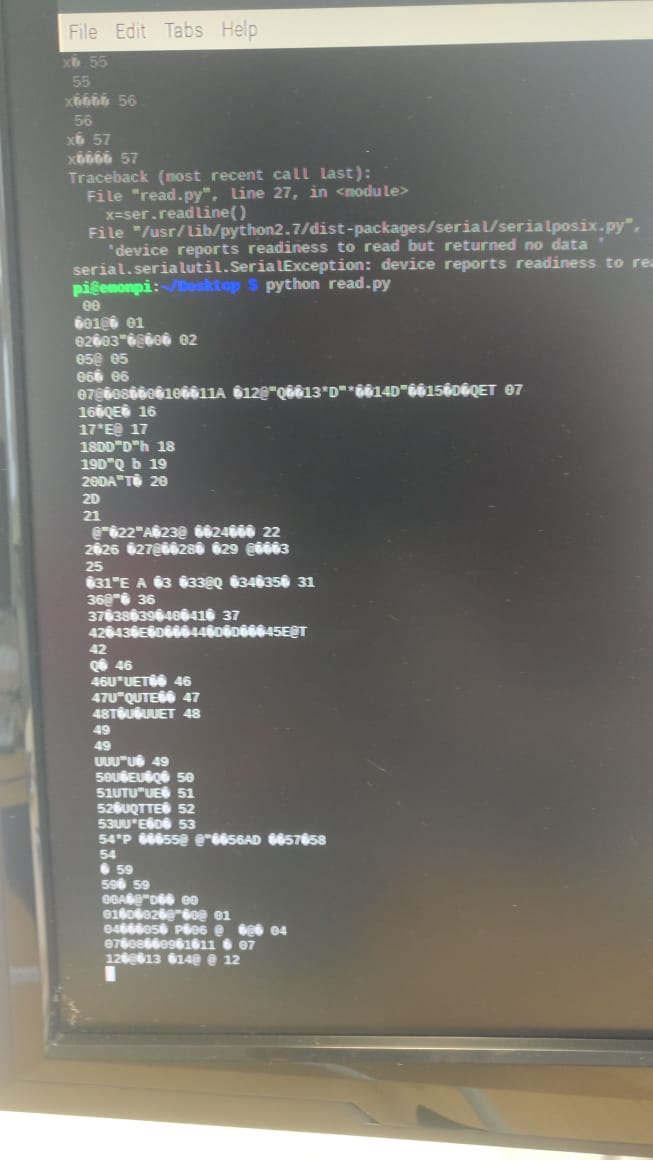 File Edit Tabs Help
x� 55
55
x���� 56
56
x� 57
x���� 57
Traceback (most recent call last):
File "read.py", line 27, in <module>
x=ser.readline()
File "/usr/lib/python2.7/dist-packages/serial/serialposix.py",
'device reports readiness to read but returned no data '
serial.serialutil.SerialException: device reports readiness to rea
pi@emonpi:~/Desktop $ python read.py
00
�01@� 01
02�03"�@�0� 02
05@ 05
06� 06
07@�08��0�10��11A �12@"Q��13*D"*��14D"��15�D�QET 07
16�QE� 16
17*E@ 17
18DD"D"h 18
19D"Q b 19
20DA"T� 20
2D
21
@"�22"A�23@ ��24��� 22
2�26 �27@��28� �29 @���3
25
�31"E A �3 �33@Q �34�35� 31
36@"� 36
37�38�39�40�41� 37
42�43�E�D���44�D�D���45E@T
42
Q� 46
46U*UET�� 46
47U"QUTE�� 47
48T�U�UUET 48
49
49
UUU"U� 49
50U�EU�Q� 50
51UTU"UE� 51
52�UQTTE� 52
53UU*E�D� 53
54*P ���55@ @"��56AD ��57�58
54
� 59
59� 59
00A�@"D�� 00
01�D�02�@"�0@ 01
04���05� P�06 @ �@� 04
07�08��09�1�11 � 07
12�@�13 �14@ @ 12